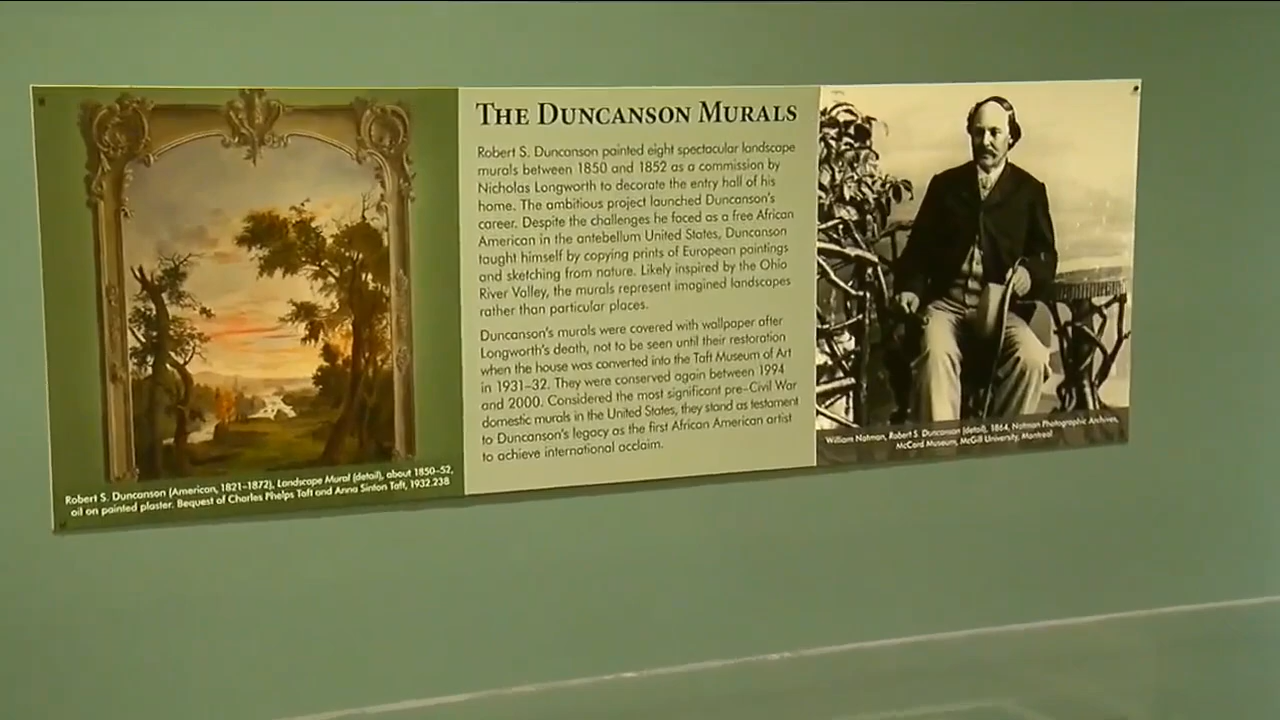 THE DUNCANSON MURALS
Robert S. Duncanson painted eight spectacular landscape
murals between 1850 and 1852 as a commission by
Nicholas Longworth to decorate the entry hall of his
home. The ambitious project launched Duncanson's
career. Despite the challenges he faced as a free African
American in the antebellum United States, Duncanson
taught himself by copying prints of European paintings
and sketching from nature. Likely inspired by the Ohio
River Valley, the murals represent imagined landscapes
rather than particular places.
Duncanson's murals were covered with wallpaper after
Longworth's death, not to be seen until their restoration
when the house was converted into the Taft Museum of Art
in 1931–32. They were conserved again between 1994
and 2000. Considered the most significant pre–Civil War
domestic murals in the United States, they stand as testament
to Duncanson's legacy as the first African American artist
to achieve international acclaim.
Robert S. Duncanson (American, 1821–1872), Landscape Mural (detail), about 1850–52,
oil on painted plaster. Bequest of Charles Phelps Taft and Anna Sinton Taft, 1932.238
William Notman, Robert S. Duncanson (detail), 1864, Notman Photographic Archives,
McCord Museum, McGill University, Montreal